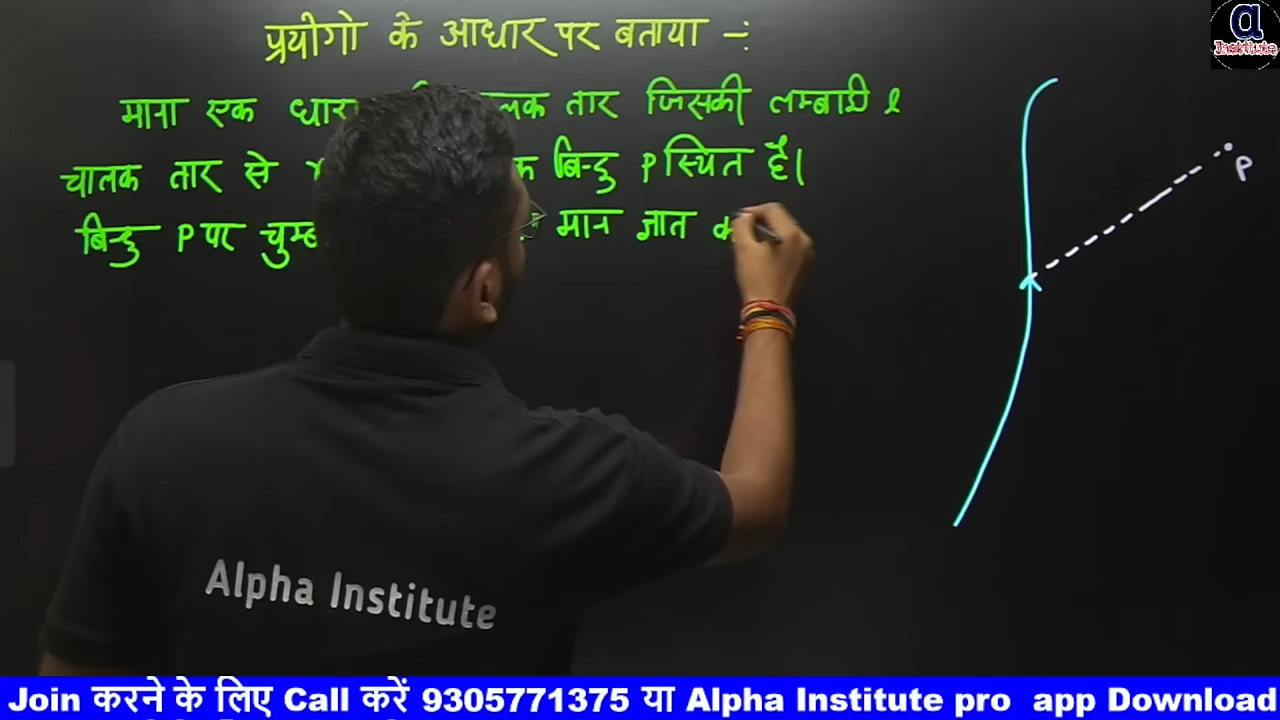 प्रयोगो के आधार पर बताया -:
माना एक तार जिसकी लम्बाई l
चालक तार से बिन्दु P स्थित है।
बिन्दु P पर मान ज्ञात
P
Alpha Institute
α
Institute
Join करने के लिए Call करें 9305771375 या Alpha Institute pro app Download